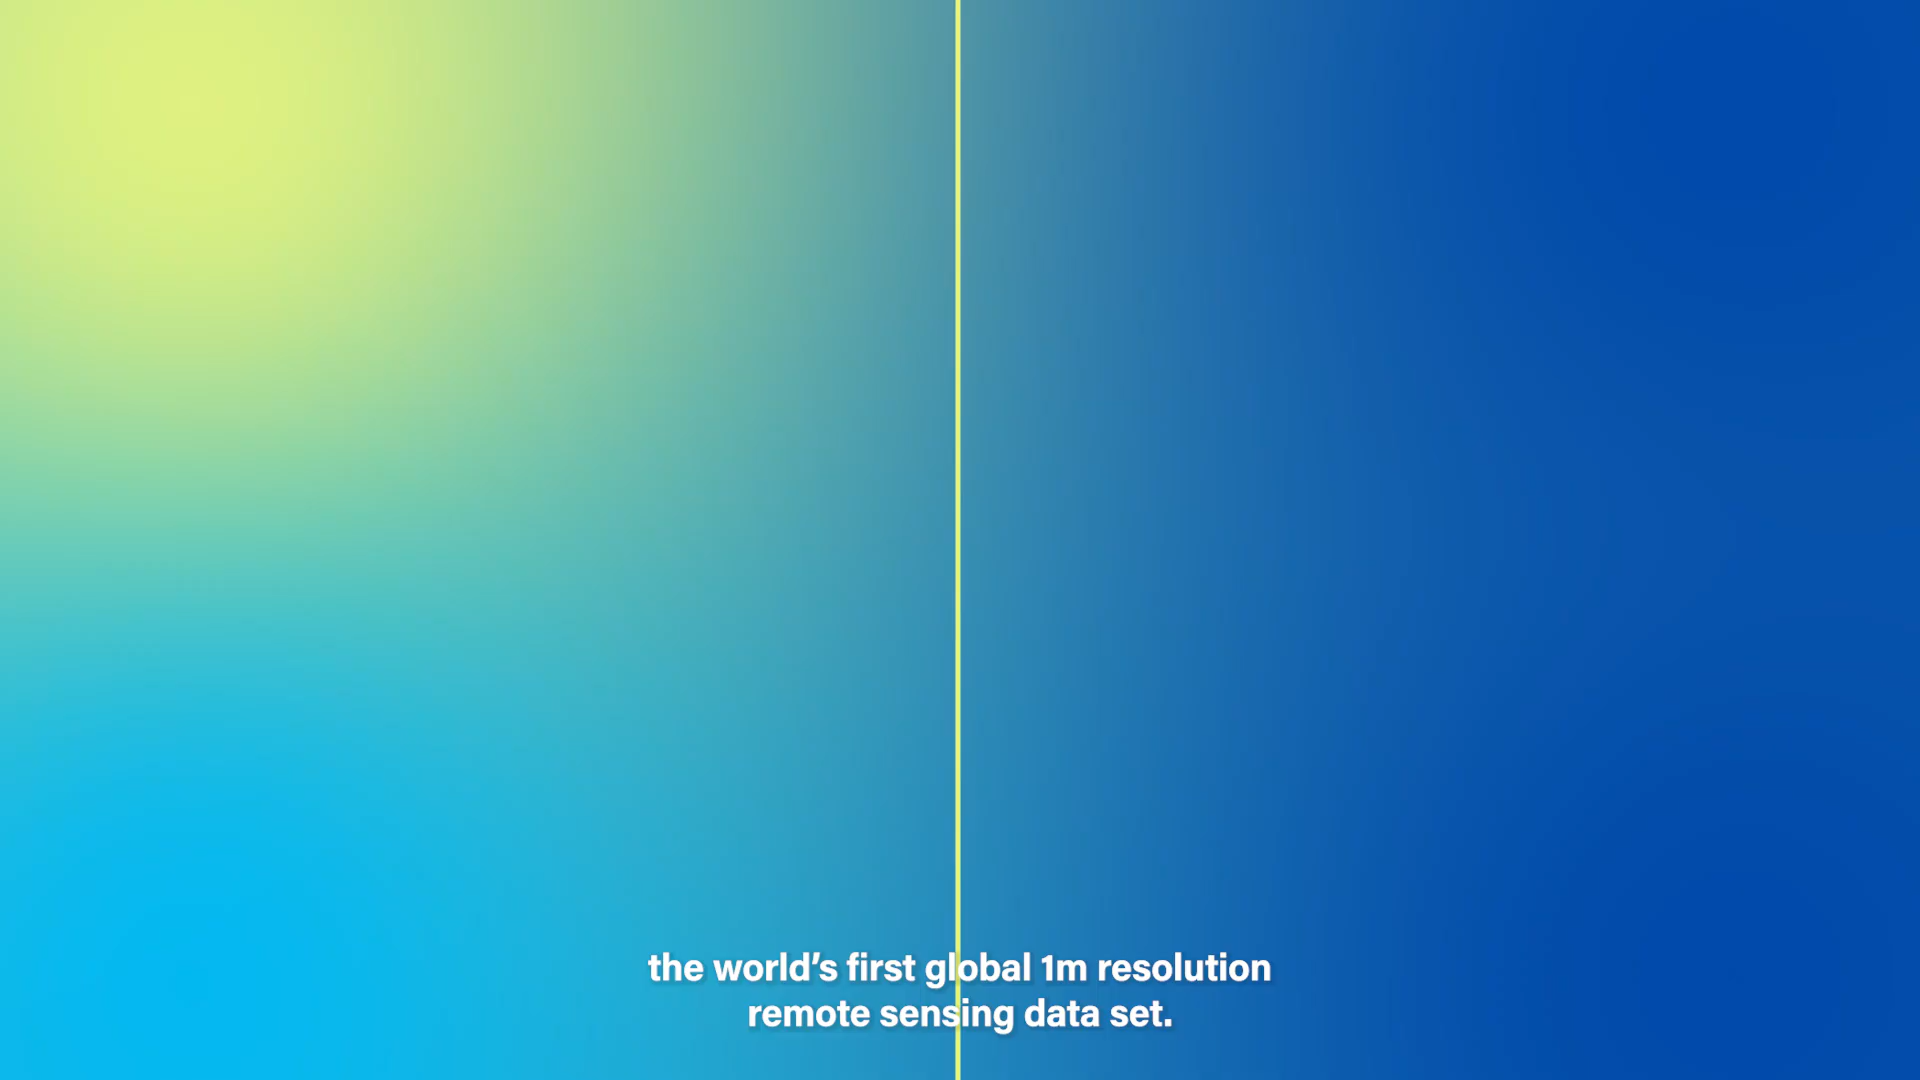 the world’s first global 1m resolution
remote sensing data set.